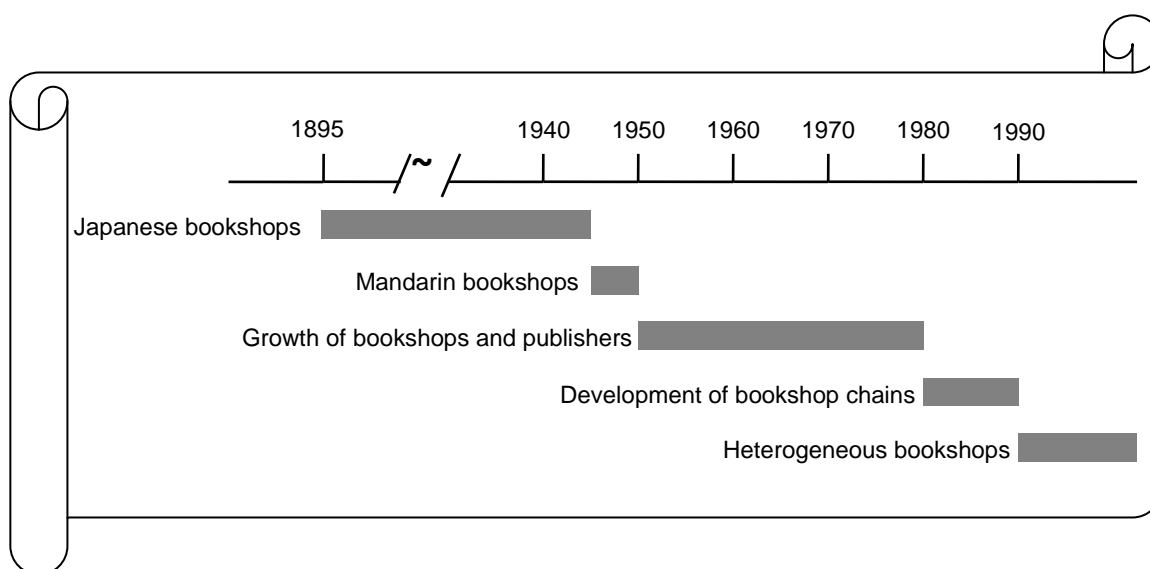 1895 1940 1950 1960 1970 1980 1990
~
Japanese bookshops
Mandarin bookshops
Growth of bookshops and publishers
Development of bookshop chains
Heterogeneous bookshops